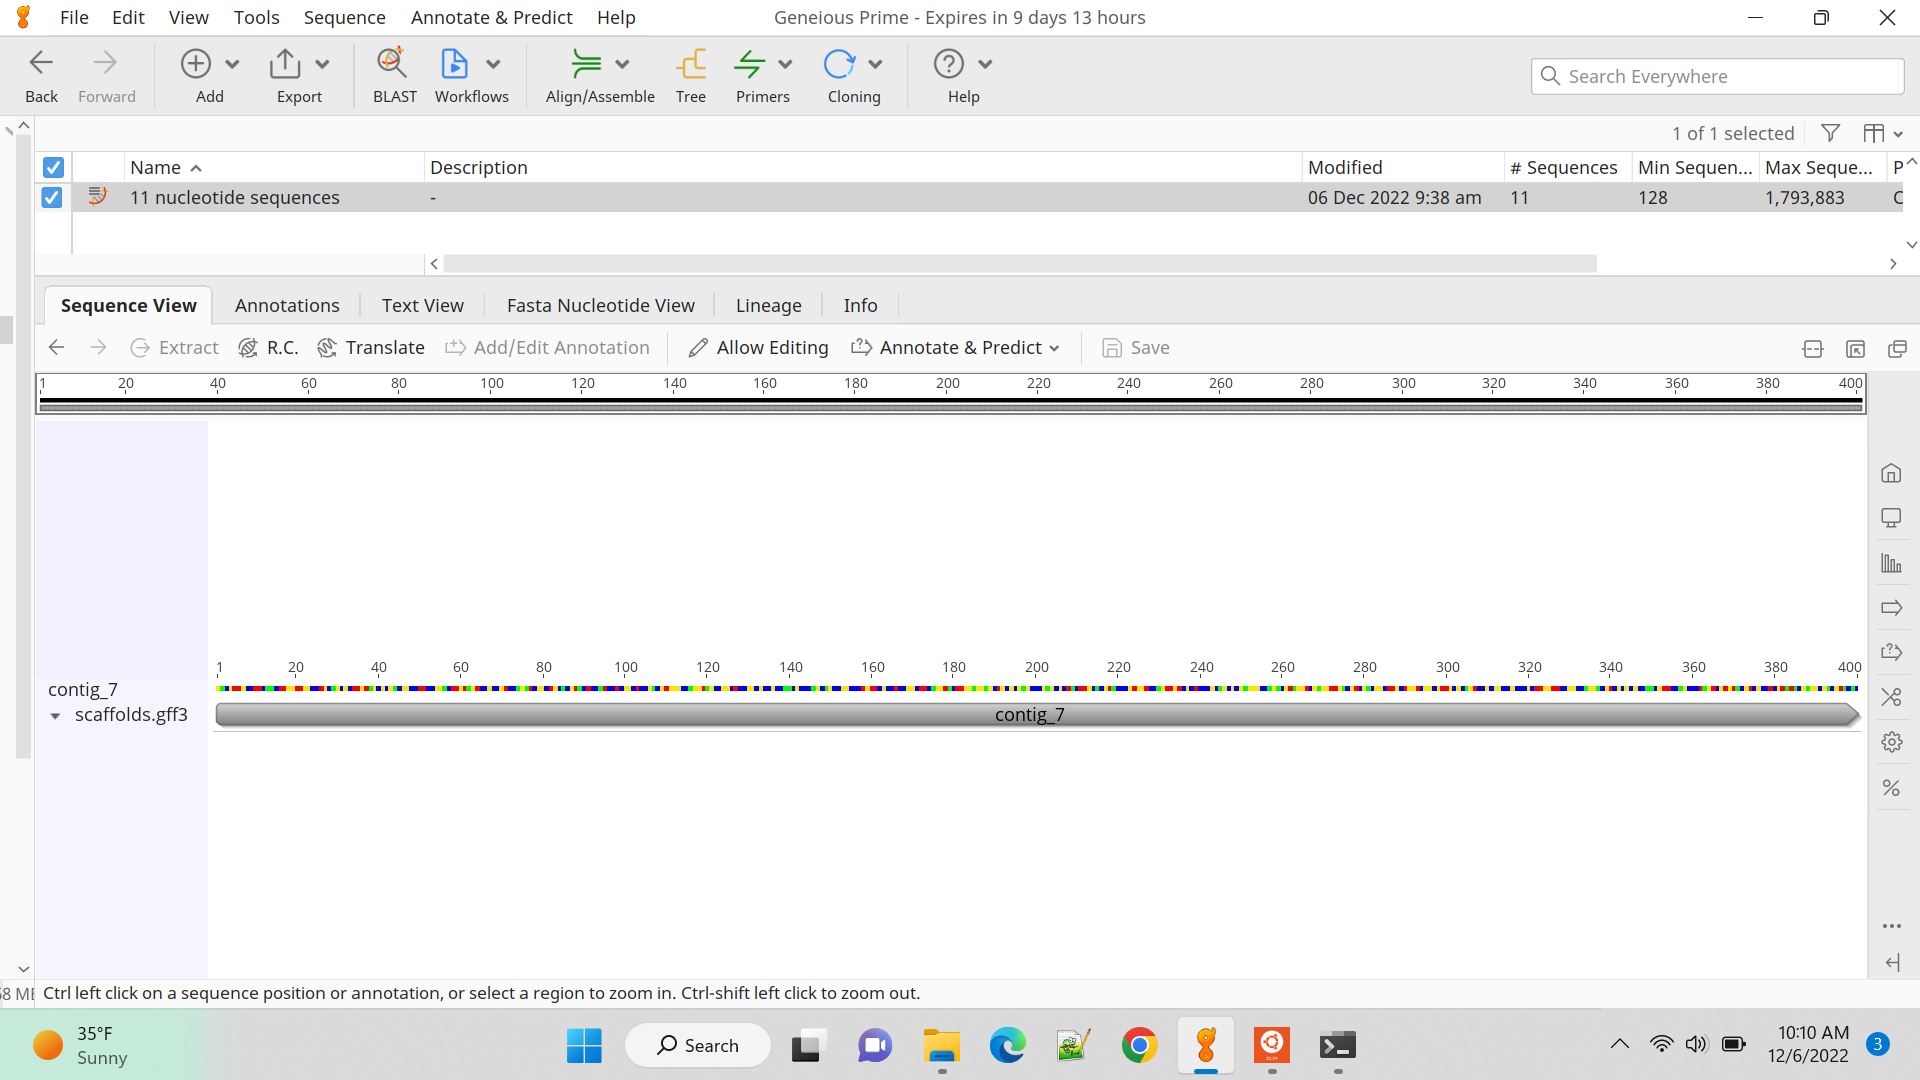 File Edit View Tools Sequence Annotate & Predict Help Geneious Prime - Expires in 9 days 13 hours
Back Forward Add Export BLAST Workflows Align/Assemble Tree Primers Cloning Help Search Everywhere
1 of 1 selected
Name Description Modified # Sequences Min Sequen... Max Seque... P
11 nucleotide sequences - 06 Dec 2022 9:38 am 11 128 1,793,883 C
Sequence View Annotations Text View Fasta Nucleotide View Lineage Info
Extract R.C. Translate Add/Edit Annotation Allow Editing Annotate & Predict Save
1 20 40 60 80 100 120 140 160 180 200 220 240 260 280 300 320 340 360 380 400
1 20 40 60 80 100 120 140 160 180 200 220 240 260 280 300 320 340 360 380 400
contig_7
scaffolds.gff3 contig_7
Ctrl left click on a sequence position or annotation, or select a region to zoom in. Ctrl-shift left click to zoom out.
35°F
Sunny
Search
10:10 AM
12/6/2022
3